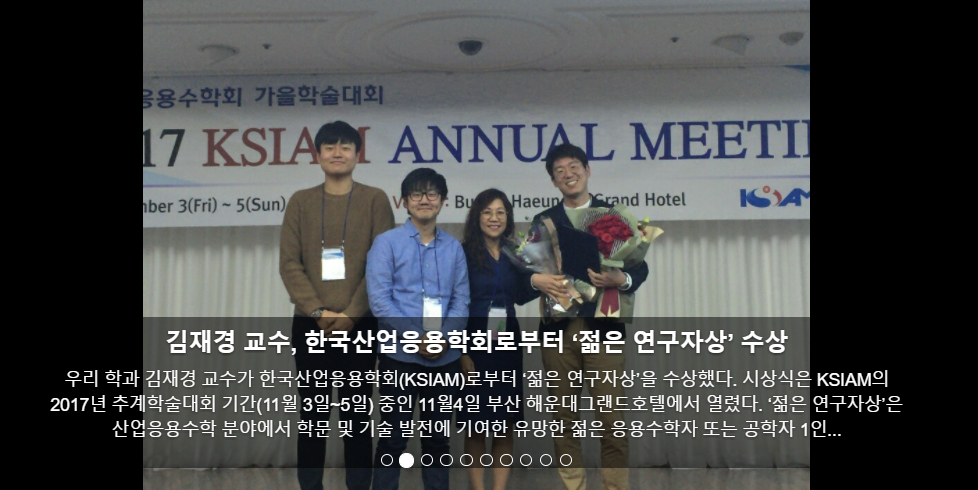 응용수학회 가을학술대회
17 KSIAM ANNUAL MEETI
mber 3(Fri) ~ 5(Sun)
Grand Hotel
김재경 교수, 한국산업응용학회로부터 ‘젊은 연구자상’ 수상
우리 학과 김재경 교수가 한국산업응용학회(KSIAM)로부터 ‘젊은 연구자상’을 수상했다. 시상식은 KSIAM의
2017년 추계학술대회 기간(11월 3일~5일) 중인 11월4일 부산 해운대그랜드호텔에서 열렸다. ‘젊은 연구자상’은
산업응용수학 분야에서 학문 및 기술 발전에 기여한 유망한 젊은 응용수학자 또는 공학자 1인...